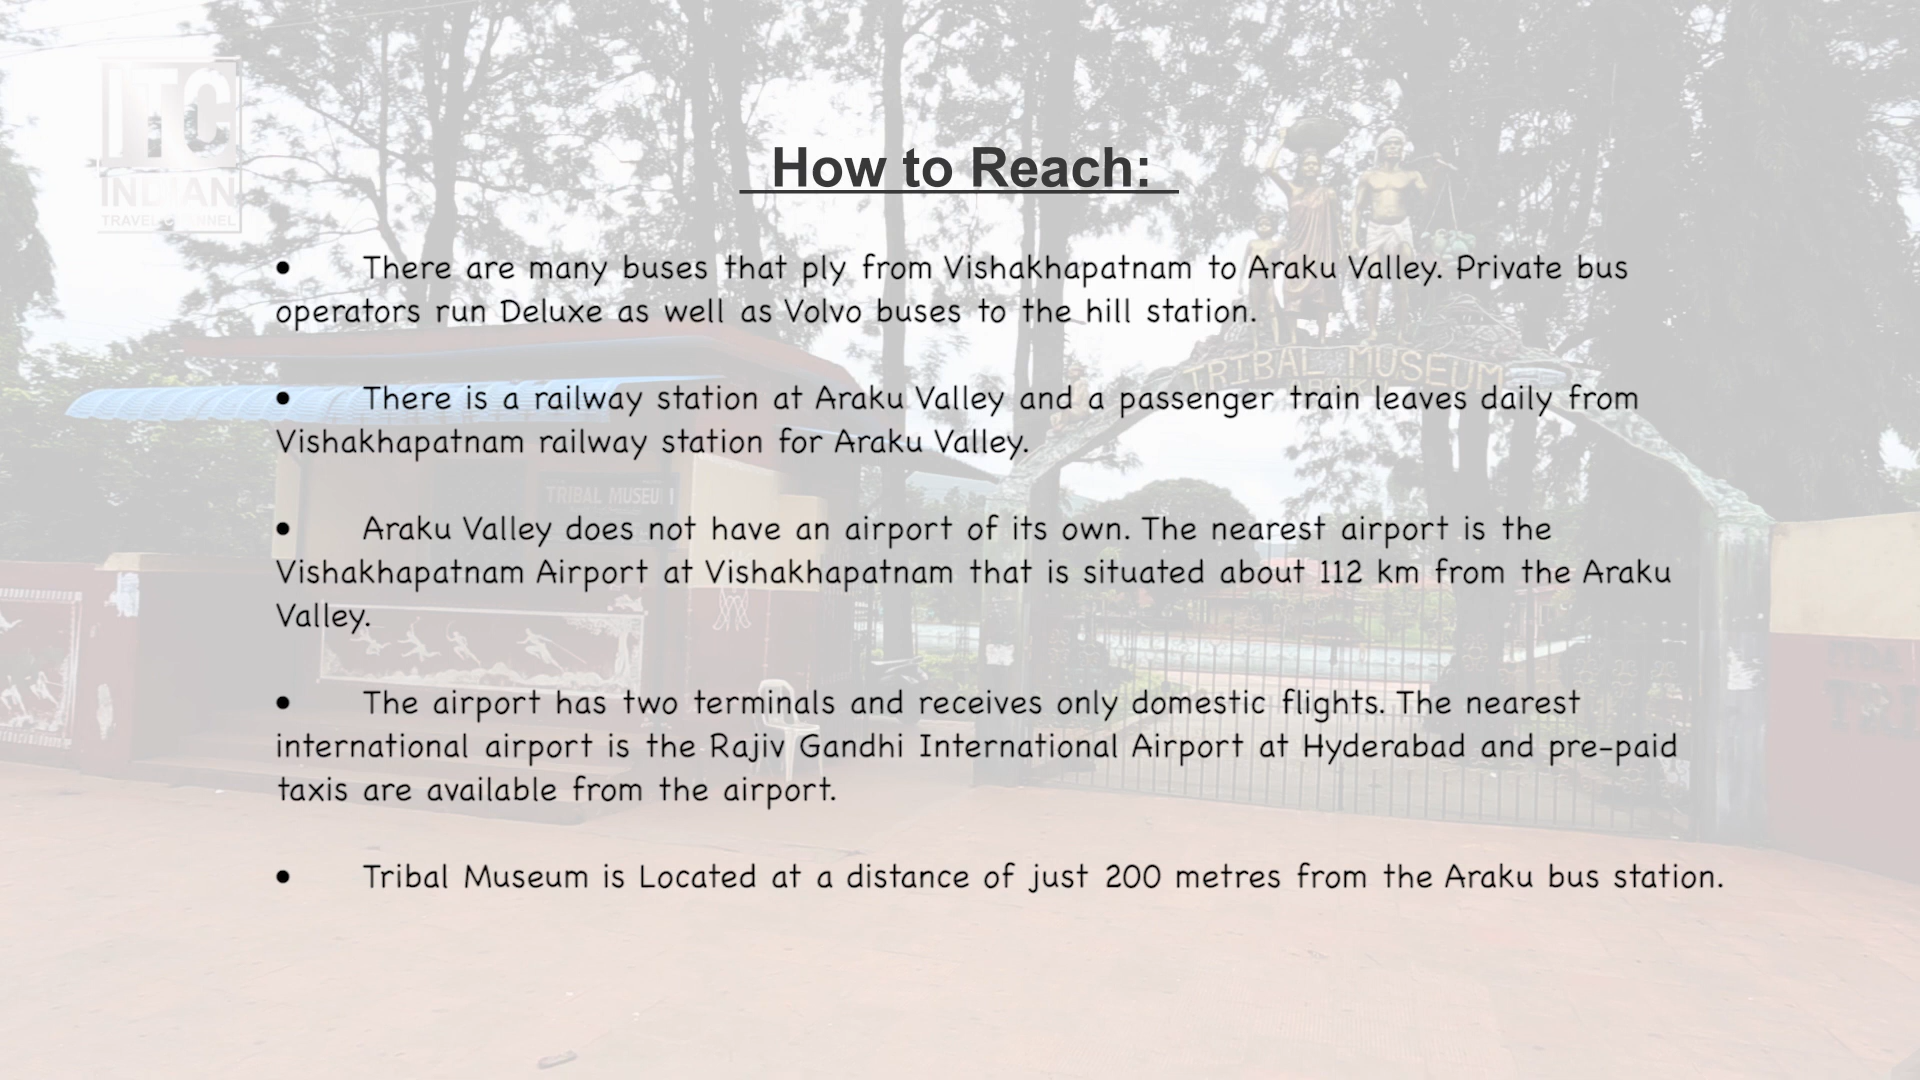 ITC
INDIAN
TRAVEL CHANNEL
How to Reach:
• There are many buses that ply from Vishakhapatnam to Araku Valley. Private bus
operators run Deluxe as well as Volvo buses to the hill station.
TRIBAL MUSEUM
• There is a railway station at Araku Valley and a passenger train leaves daily from
Vishakhapatnam railway station for Araku Valley.
TRIBAL MUSEUM
• Araku Valley does not have an airport of its own. The nearest airport is the
Vishakhapatnam Airport at Vishakhapatnam that is situated about 112 km from the Araku
Valley.
• The airport has two terminals and receives only domestic flights. The nearest
international airport is the Rajiv Gandhi International Airport at Hyderabad and pre-paid
taxis are available from the airport.
• Tribal Museum is Located at a distance of just 200 metres from the Araku bus station.